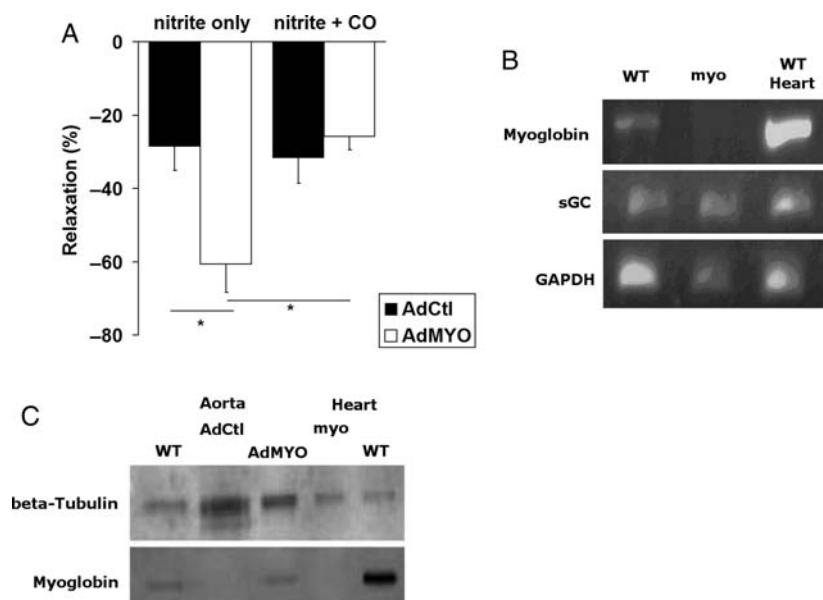 A
nitrite only nitrite + CO
0
–20
–40
–60
–80
Relaxation (%)
* *
AdCtl
AdMYO
B
WT myo WT Heart
Myoglobin
sGC
GAPDH
C
Aorta Heart
AdCtl myo
WT AdMYO WT
beta-Tubulin
Myoglobin